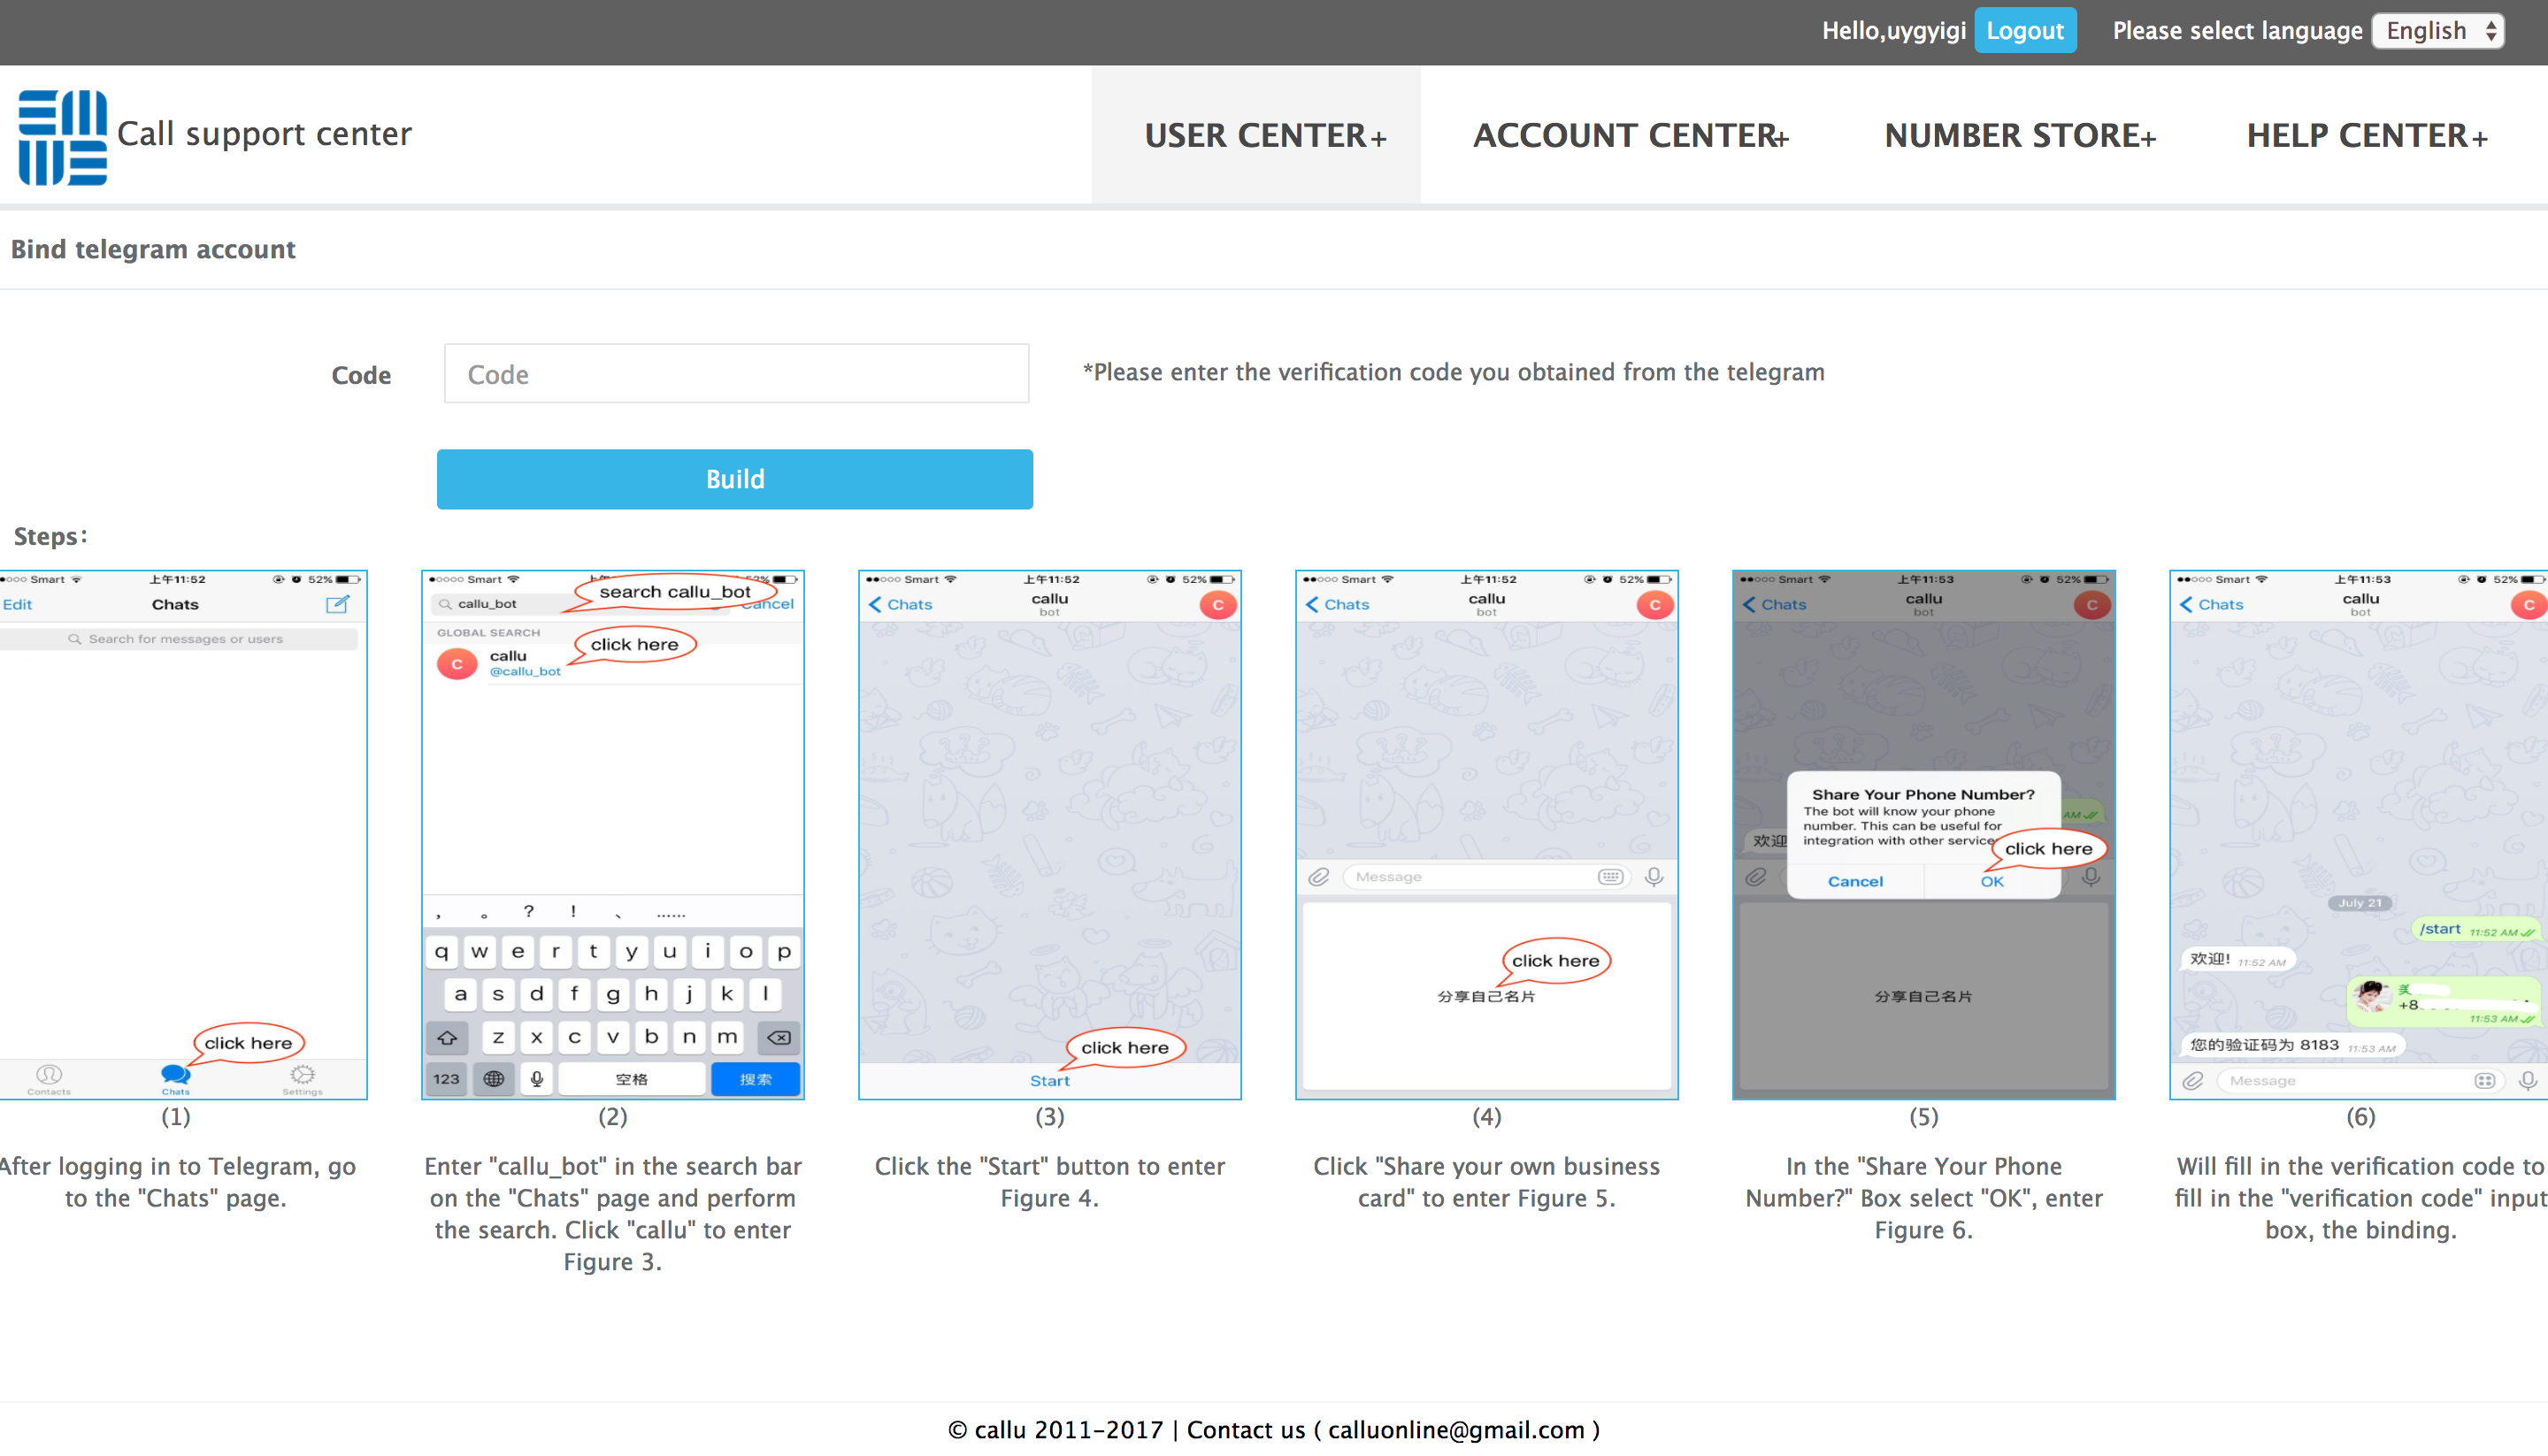 Hello,uygyigi Logout Please select language English
Call support center
USER CENTER+ ACCOUNT CENTER+ NUMBER STORE+ HELP CENTER+
Bind telegram account
Code Code *Please enter the verification code you obtained from the telegram
Build
Steps:
Smart 上午11:52 52%
Edit Chats
Search for messages or users
click here
Contacts Chats Settings
(1)
After logging in to Telegram, go
to the "Chats" page.
Smart 52%
search callu_bot
callu_bot Cancel
GLOBAL SEARCH
click here
callu
@callu_bot
, 。 ? ! 、 ......
q w e r t y u i o p
a s d f g h j k l
z x c v b n m
123 空格 搜索
(2)
Enter "callu_bot" in the search bar
on the "Chats" page and perform
the search. Click "callu" to enter
Figure 3.
Smart 上午11:52 52%
Chats callu C
bot
click here
Start
(3)
Click the "Start" button to enter
Figure 4.
Smart 上午11:52 52%
Chats callu C
bot
Message
click here
分享自己名片
(4)
Click "Share your own business
card" to enter Figure 5.
Smart 上午11:53 52%
Chats callu C
bot
Share Your Phone Number?
The bot will know your phone
number. This can be useful for
integration with other service
AM
欢迎
click here
Cancel OK
分享自己名片
(5)
In the "Share Your Phone
Number?" Box select "OK", enter
Figure 6.
Smart 上午11:53 52%
Chats callu C
bot
July 21
/start 11:52 AM
欢迎! 11:52 AM
+8
11:53 AM
您的验证码为 8183 11:53 AM
Message
(6)
Will fill in the verification code to
fill in the "verification code" input
box, the binding.
© callu 2011-2017 | Contact us ( calluonline@gmail.com )